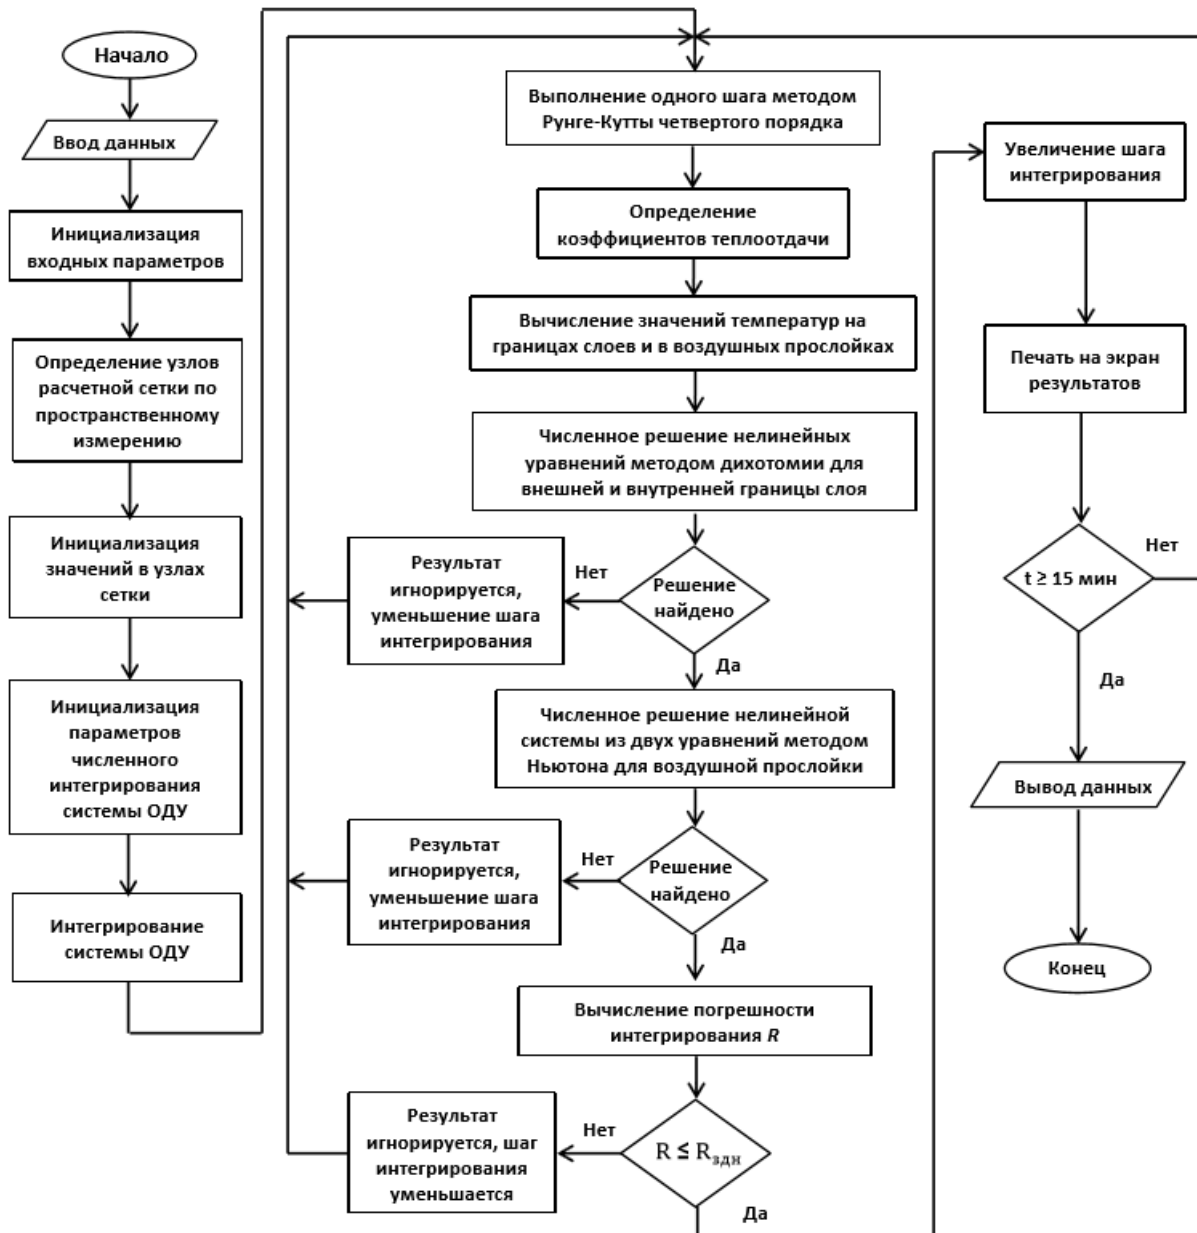 Начало
Ввод данных
Инициализация
входных параметров
Определение узлов
расчетной сетки по
пространственному
измерению
Инициализация
значений в узлах
сетки
Инициализация
параметров
численного
интегрирования
системы ОДУ
Интегрирование
системы ОДУ
Выполнение одного шага методом
Рунге-Кутты четвертого порядка
Определение
коэффициентов теплоотдачи
Вычисление значений температур на
границах слоев и в воздушных прослойках
Численное решение нелинейных
уравнений методом дихотомии для
внешней и внутренней границы слоя
Решение
найдено
Нет
Результат
игнорируется,
уменьшение шага
интегрирования
Да
Численное решение нелинейной
системы из двух уравнений методом
Ньютона для воздушной прослойки
Решение
найдено
Нет
Результат
игнорируется,
уменьшение шага
интегрирования
Да
Вычисление погрешности
интегрирования R
R ≤ Rздн
Нет
Результат
игнорируется, шаг
интегрирования
уменьшается
Да
Увеличение шага
интегрирования
Печать на экран
результатов
t ≥ 15 мин
Нет
Да
Вывод данных
Конец